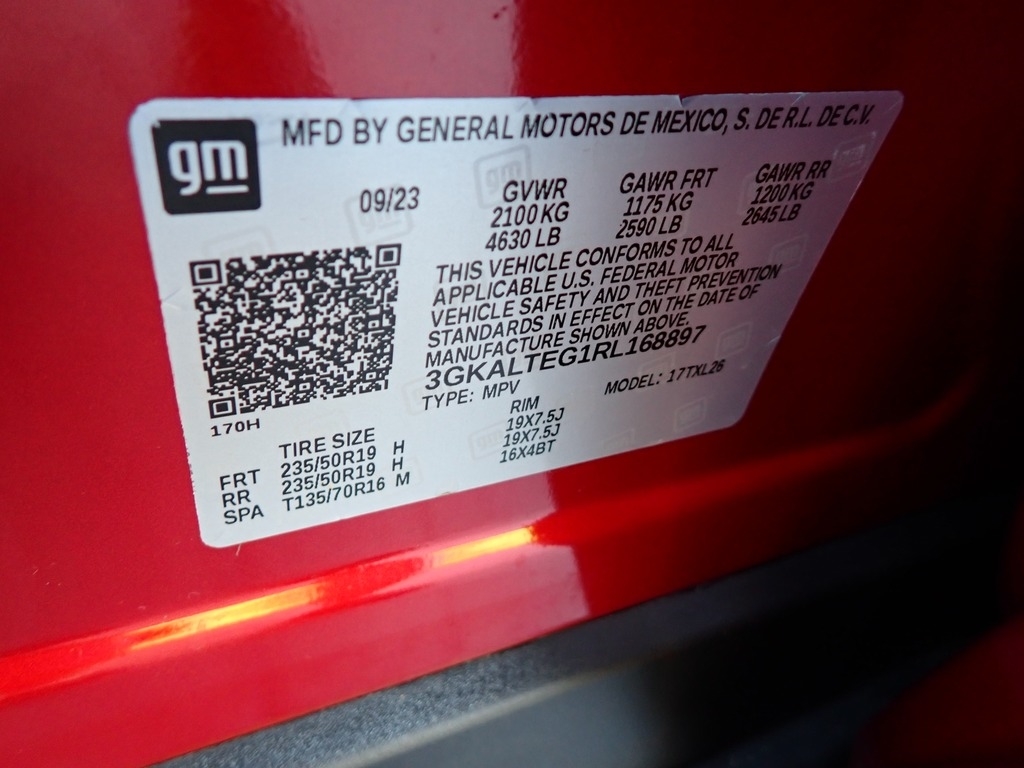 gm
MFD BY GENERAL MOTORS DE MEXICO, S. DE R.L. DE C.V.
09/23
GVWR GAWR FRT GAWR RR
2100 KG 1175 KG 1200 KG
4630 LB 2590 LB 2645 LB
THIS VEHICLE CONFORMS TO ALL
APPLICABLE U.S. FEDERAL MOTOR
VEHICLE SAFETY AND THEFT PREVENTION
STANDARDS IN EFFECT ON THE DATE OF
MANUFACTURE SHOWN ABOVE.
3GKALTEG1RL168897
TYPE: MPV MODEL: 17TXL26
170H
TIRE SIZE RIM
FRT 235/50R19 H 19X7.5J
RR 235/50R19 H 19X7.5J
SPA T135/70R16 M 16X4BT